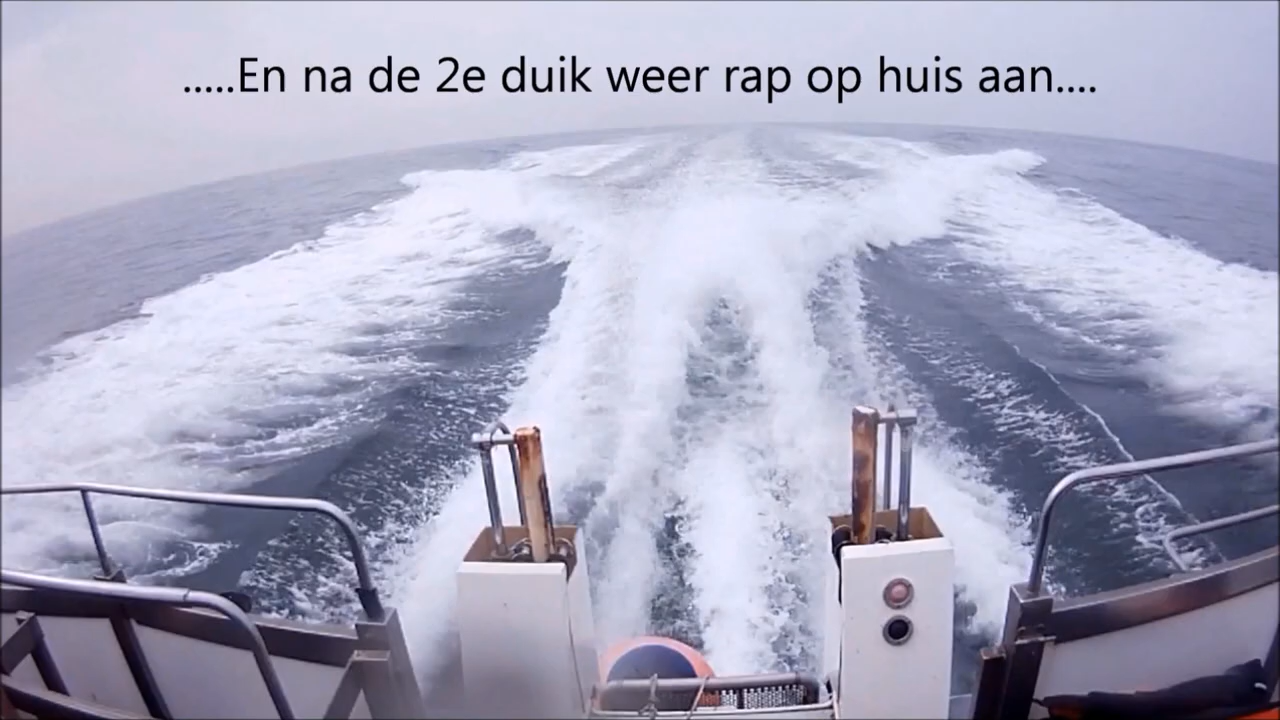 .....En na de 2e duik weer rap op huis aan....